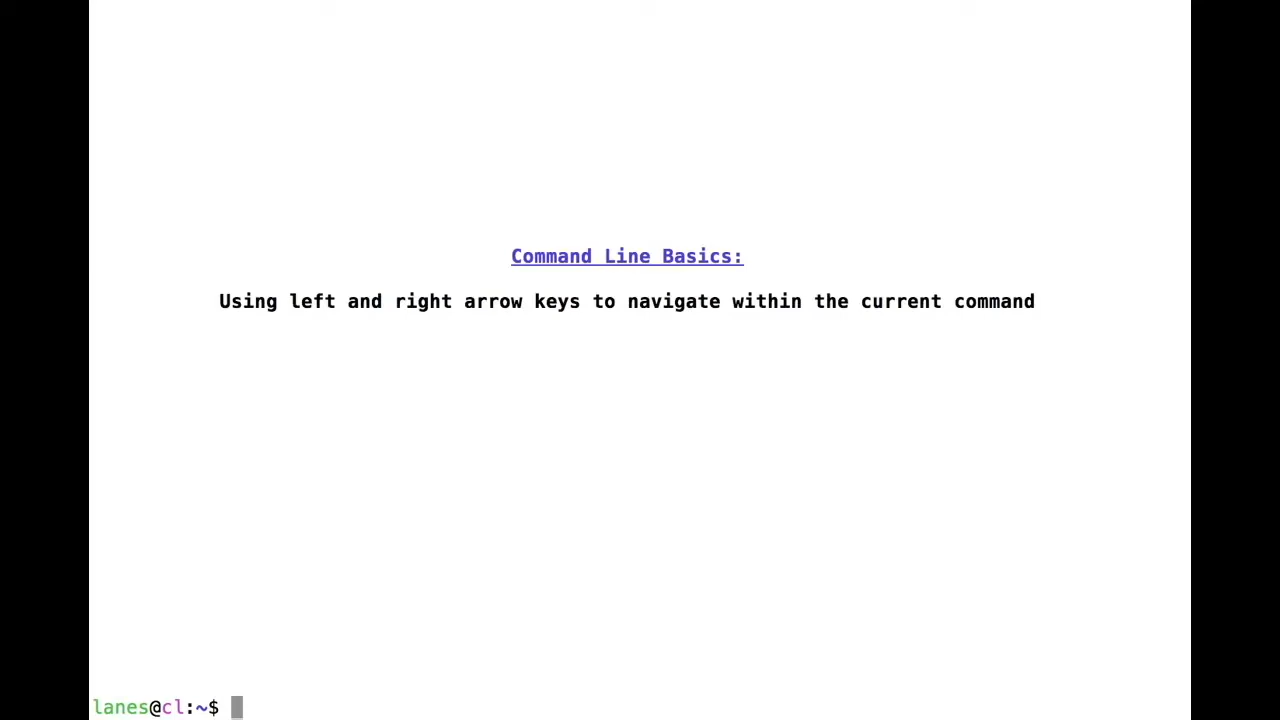 Command Line Basics:
Using left and right arrow keys to navigate within the current command
lanes@cl:~$